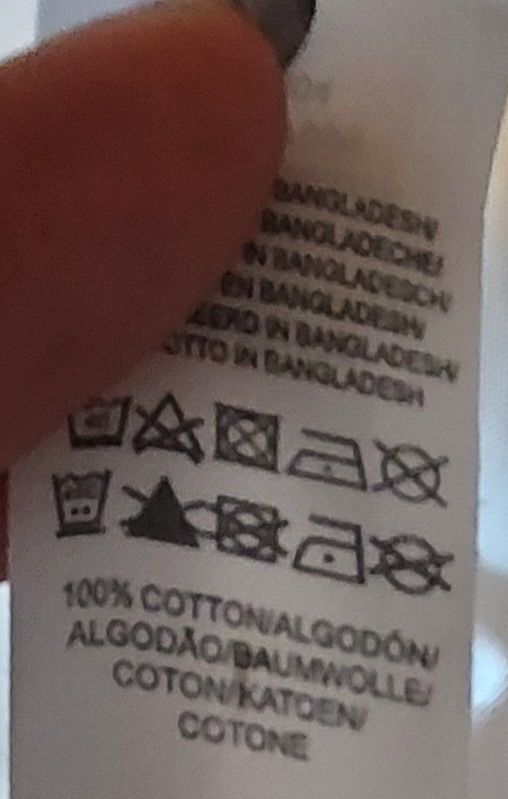 BANGLADESH/
BANGLADECHE/
IN BANGLADESCH/
EN BANGLADESH/
IN BANGLADESH/
IN BANGLADESH
100% COTTON/ALGODÓN/
ALGODÃO/BAUMWOLLE/
COTON/KATOEN/
COTONE